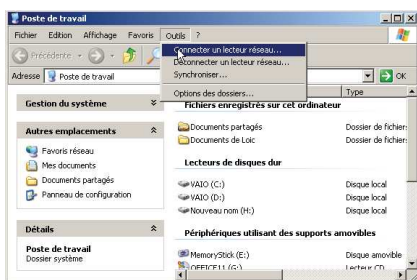 Poste de travail
Fichier Edition Affichage Favoris Outils ?
Précédente
Connecter un lecteur réseau...
Déconnecter un lecteur réseau...
Synchroniser...
Options des dossiers...
Adresse Poste de travail OK
Type
Gestion du système
Fichiers enregistrés sur cet ordinateur
Autres emplacements
Documents partagés Dossier de fichiers
Favoris réseau
Documents de Loic Dossier de fichiers
Mes documents
Lecteurs de disques dur
Documents partagés
VAIO (C:) Disque local
Panneau de configuration
VAIO (D:) Disque local
Nouveau nom (H:) Disque local
Détails
Périphériques utilisant des supports amovibles
Poste de travail
MemoryStick (E:) Disque amovible
Dossier système
OFFICE11 (G:) Lecteur CD